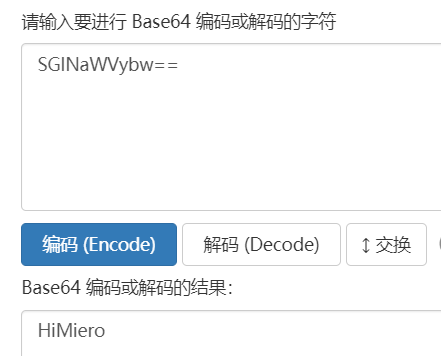 请输入要进行 Base64 编码或解码的字符
SGlNaWVybw==
编码 (Encode)
解码 (Decode)
↕ 交换
Base64 编码或解码的结果：
HiMiero